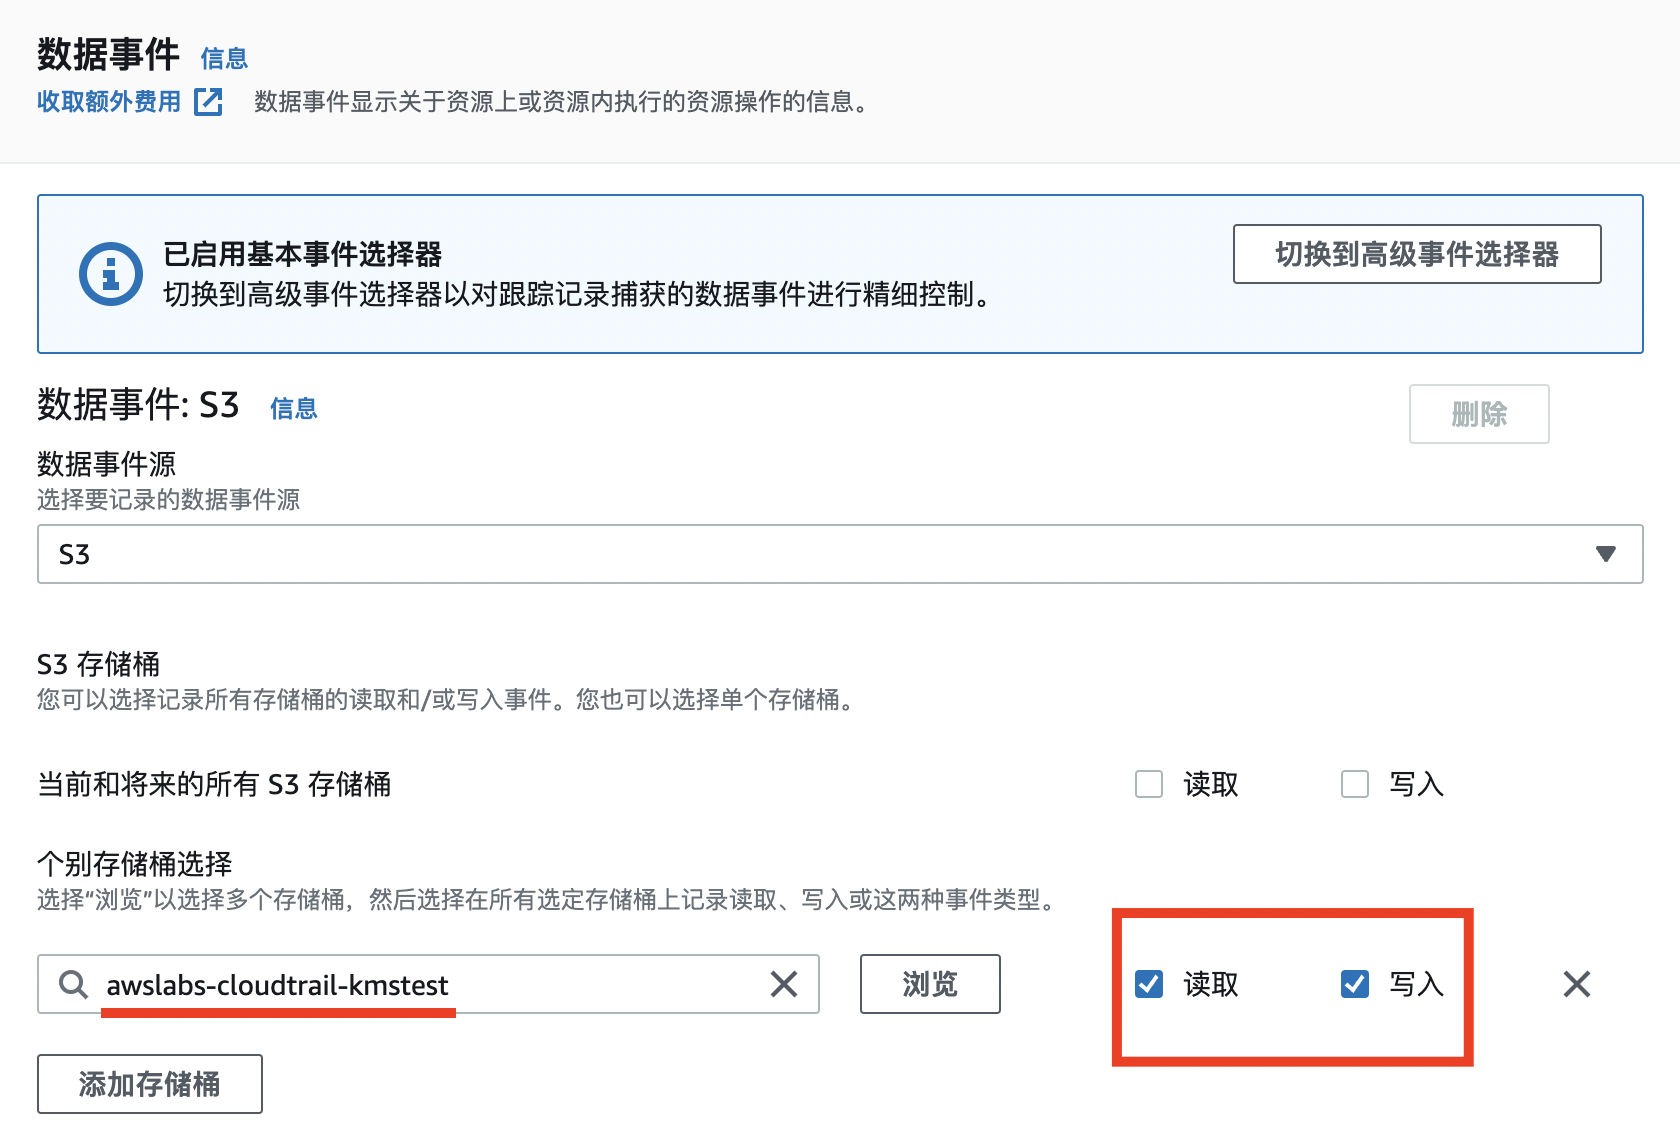 数据事件 信息
收取额外费用 数据事件显示关于资源上或资源内执行的资源操作的信息。
已启用基本事件选择器
切换到高级事件选择器以对跟踪记录捕获的数据事件进行精细控制。
切换到高级事件选择器
数据事件: S3 信息
删除
数据事件源
选择要记录的数据事件源
S3
S3 存储桶
您可以选择记录所有存储桶的读取和/或写入事件。您也可以选择单个存储桶。
当前和将来的所有 S3 存储桶 读取 写入
个别存储桶选择
选择“浏览”以选择多个存储桶，然后选择在所有选定存储桶上记录读取、写入或这两种事件类型。
awslabs-cloudtrail-kmstest 浏览 读取 写入
添加存储桶